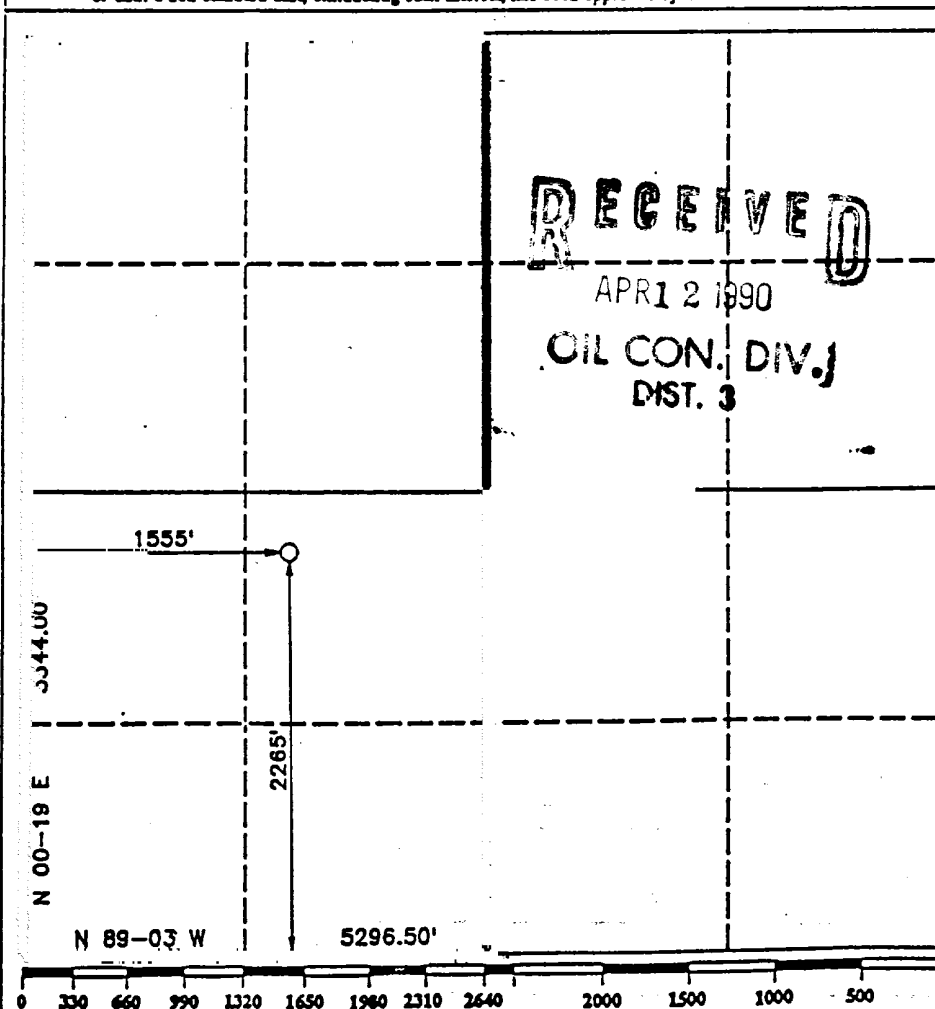 RECEIVED
APR 1 2 1990
OIL CON. DIV.
DIST. 3
1555'
2265'
N 00-19 E
N 89-03 W 5296.50'
0 330 660 990 1320 1650 1980 2310 2640 2000 1500 1000 500